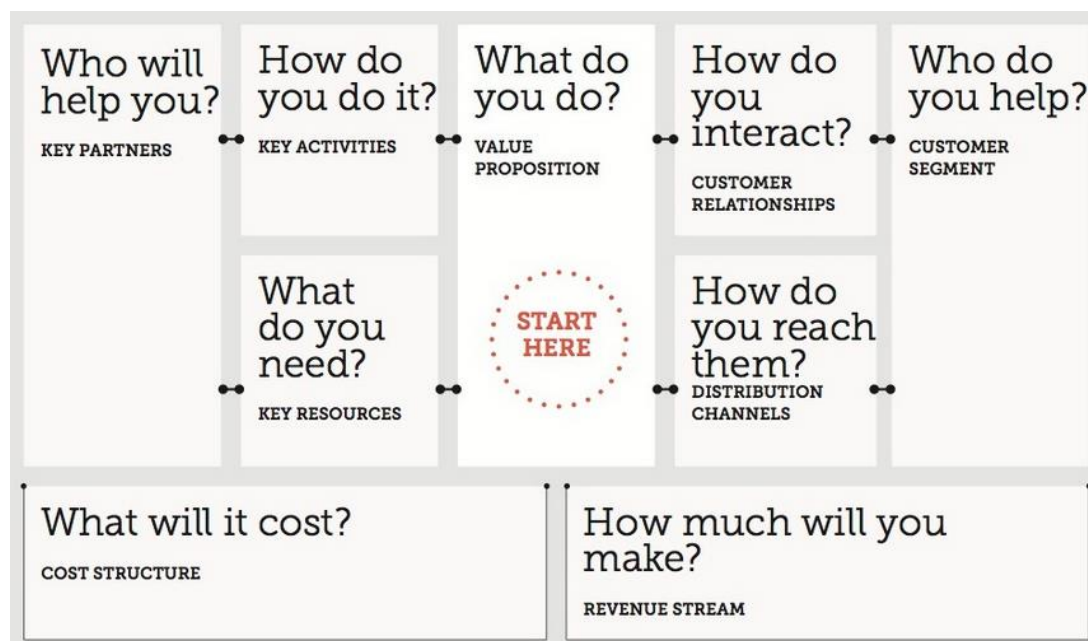 Who will
help you?
KEY PARTNERS
How do
you do it?
KEY ACTIVITIES
What
do you
need?
KEY RESOURCES
What do
you do?
VALUE
PROPOSITION
START
HERE
How do
you
interact?
CUSTOMER
RELATIONSHIPS
How do
you reach
them?
DISTRIBUTION
CHANNELS
Who do
you help?
CUSTOMER
SEGMENT
What will it cost?
COST STRUCTURE
How much will you
make?
REVENUE STREAM